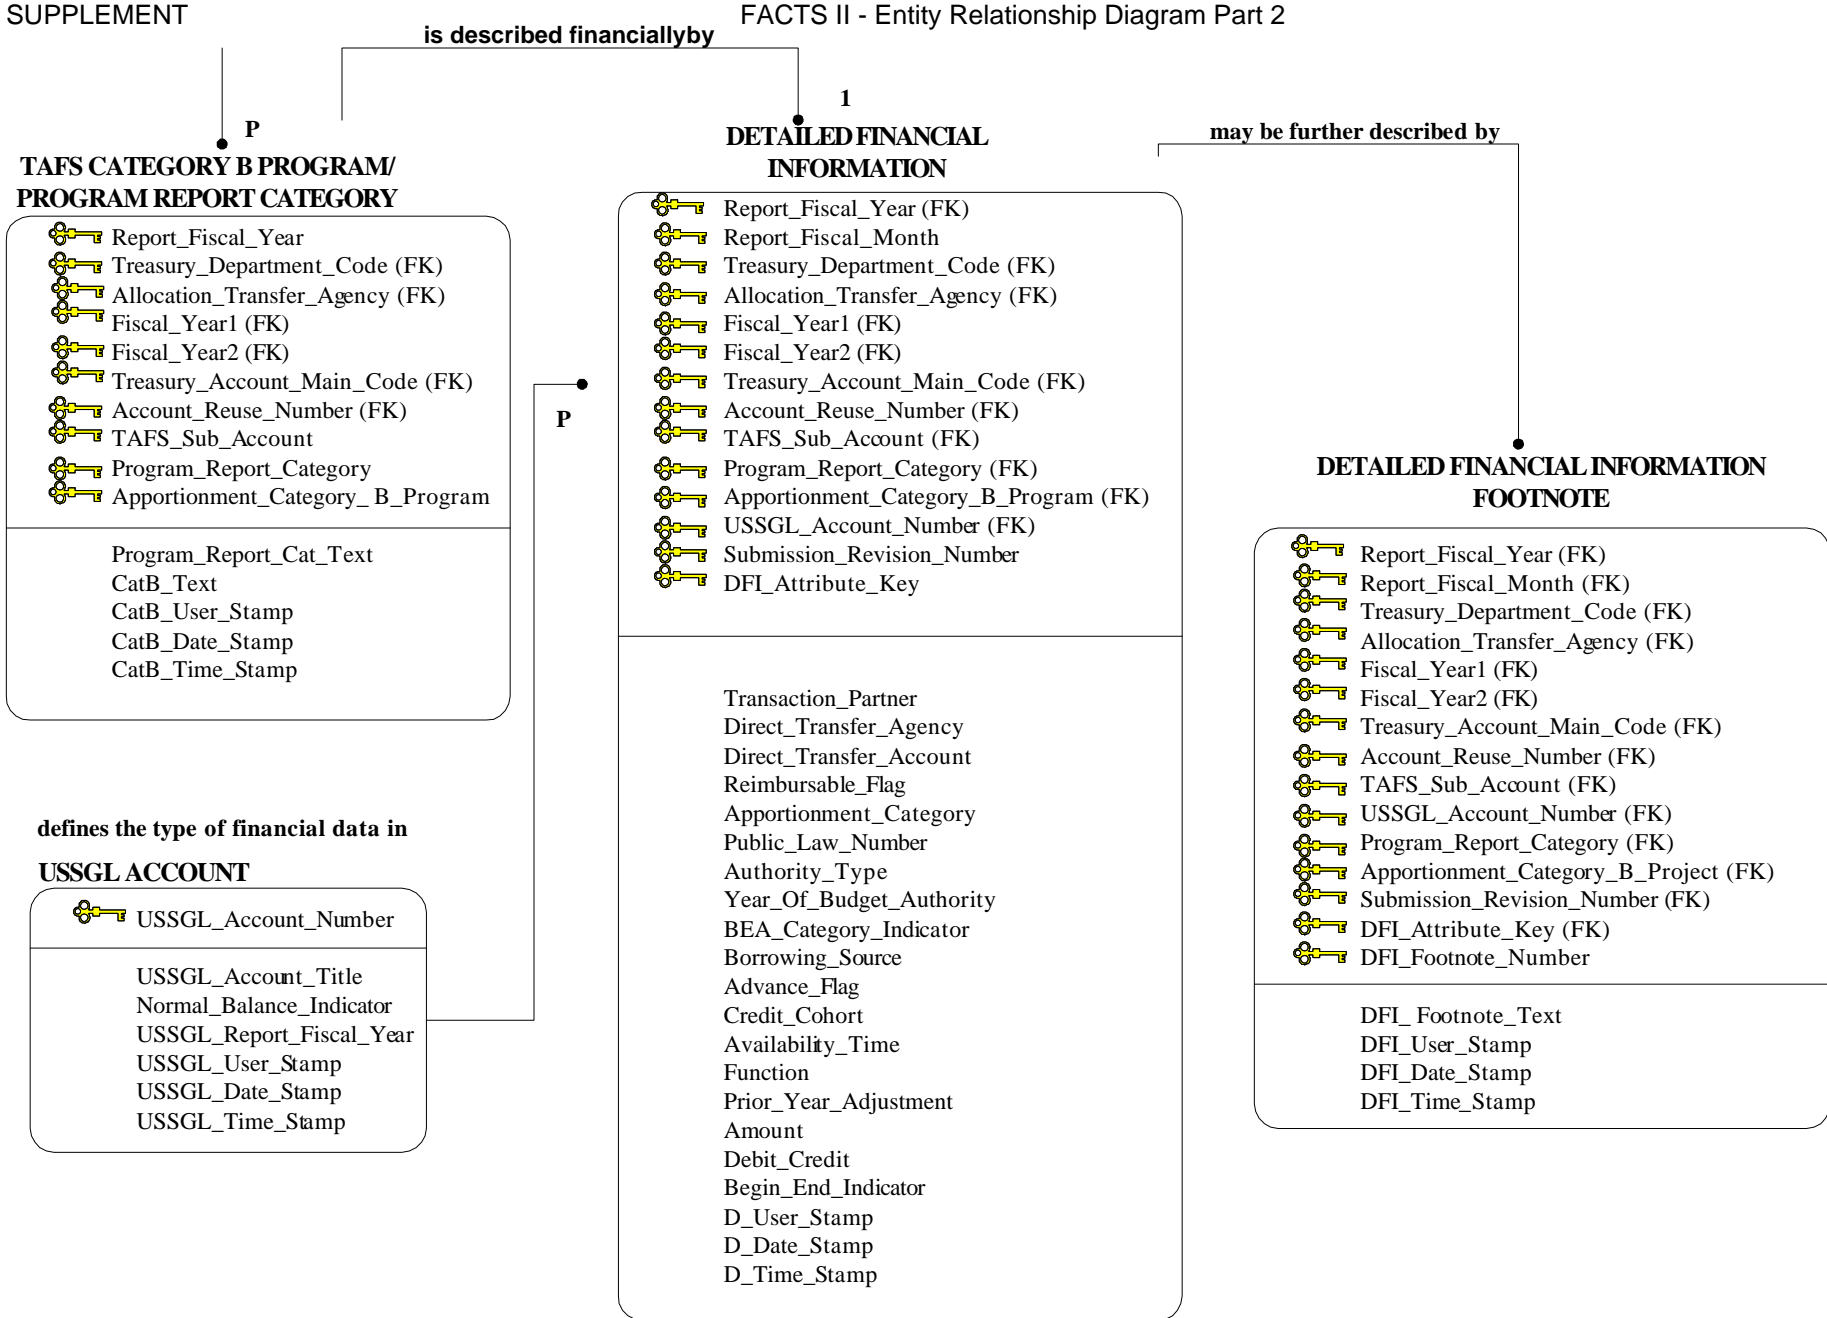 SUPPLEMENT
FACTS II - Entity Relationship Diagram Part 2
is described financiallyby
P
TAFS CATEGORY B PROGRAM/
PROGRAM REPORT CATEGORY
Report_Fiscal_Year
Treasury_Department_Code (FK)
Allocation_Transfer_Agency (FK)
Fiscal_Year1 (FK)
Fiscal_Year2 (FK)
Treasury_Account_Main_Code (FK)
Account_Reuse_Number (FK)
TAFS_Sub_Account
Program_Report_Category
Apportionment_Category_ B_Program
Program_Report_Cat_Text
CatB_Text
CatB_User_Stamp
CatB_Date_Stamp
CatB_Time_Stamp
defines the type of financial data in
USSGL ACCOUNT
USSGL_Account_Number
USSGL_Account_Title
Normal_Balance_Indicator
USSGL_Report_Fiscal_Year
USSGL_User_Stamp
USSGL_Date_Stamp
USSGL_Time_Stamp
P
1
DETAILED FINANCIAL
INFORMATION
Report_Fiscal_Year (FK)
Report_Fiscal_Month
Treasury_Department_Code (FK)
Allocation_Transfer_Agency (FK)
Fiscal_Year1 (FK)
Fiscal_Year2 (FK)
Treasury_Account_Main_Code (FK)
Account_Reuse_Number (FK)
TAFS_Sub_Account (FK)
Program_Report_Category (FK)
Apportionment_Category_B_Program (FK)
USSGL_Account_Number (FK)
Submission_Revision_Number
DFI_Attribute_Key
Transaction_Partner
Direct_Transfer_Agency
Direct_Transfer_Account
Reimbursable_Flag
Apportionment_Category
Public_Law_Number
Authority_Type
Year_Of_Budget_Authority
BEA_Category_Indicator
Borrowing_Source
Advance_Flag
Credit_Cohort
Availability_Time
Function
Prior_Year_Adjustment
Amount
Debit_Credit
Begin_End_Indicator
D_User_Stamp
D_Date_Stamp
D_Time_Stamp
may be further described by
DETAILED FINANCIAL INFORMATION
FOOTNOTE
Report_Fiscal_Year (FK)
Report_Fiscal_Month (FK)
Treasury_Department_Code (FK)
Allocation_Transfer_Agency (FK)
Fiscal_Year1 (FK)
Fiscal_Year2 (FK)
Treasury_Account_Main_Code (FK)
Account_Reuse_Number (FK)
TAFS_Sub_Account (FK)
USSGL_Account_Number (FK)
Program_Report_Category (FK)
Apportionment_Category_B_Project (FK)
Submission_Revision_Number (FK)
DFI_Attribute_Key (FK)
DFI_Footnote_Number
DFI_ Footnote_Text
DFI_User_Stamp
DFI_Date_Stamp
DFI_Time_Stamp